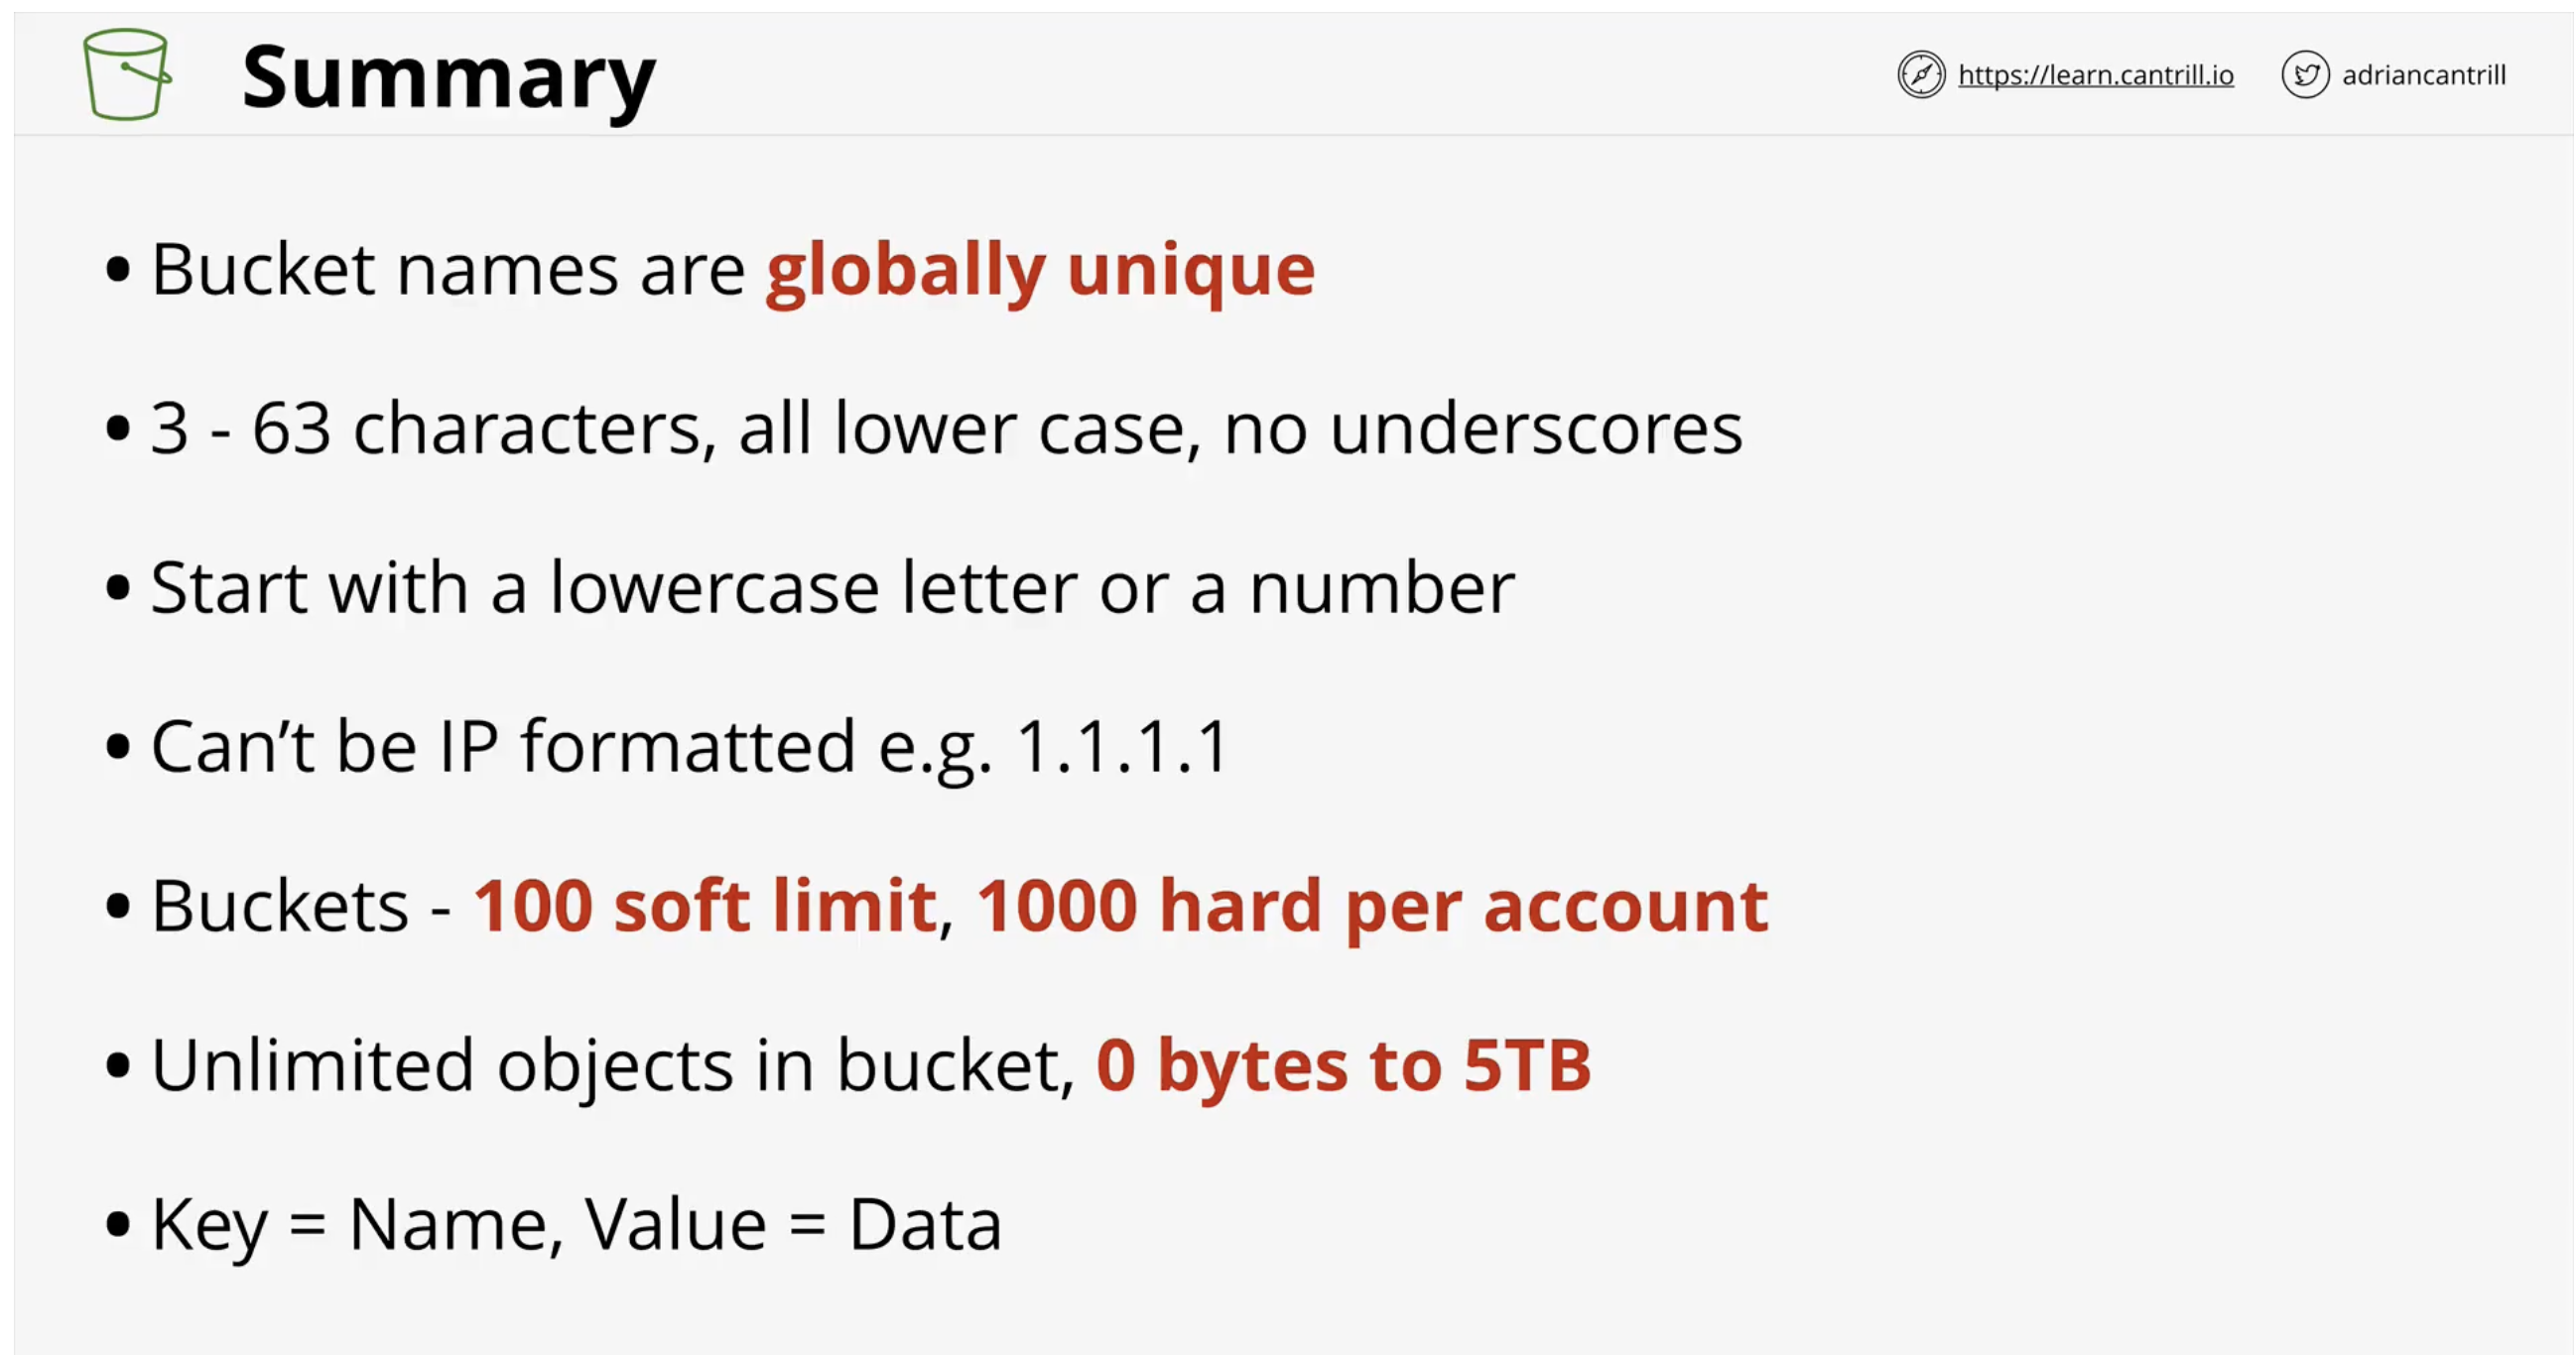 Summary
https://learn.cantrill.io
adriancantrill
• Bucket names are globally unique
• 3 - 63 characters, all lower case, no underscores
• Start with a lowercase letter or a number
• Can’t be IP formatted e.g. 1.1.1.1
• Buckets - 100 soft limit, 1000 hard per account
• Unlimited objects in bucket, 0 bytes to 5TB
• Key = Name, Value = Data